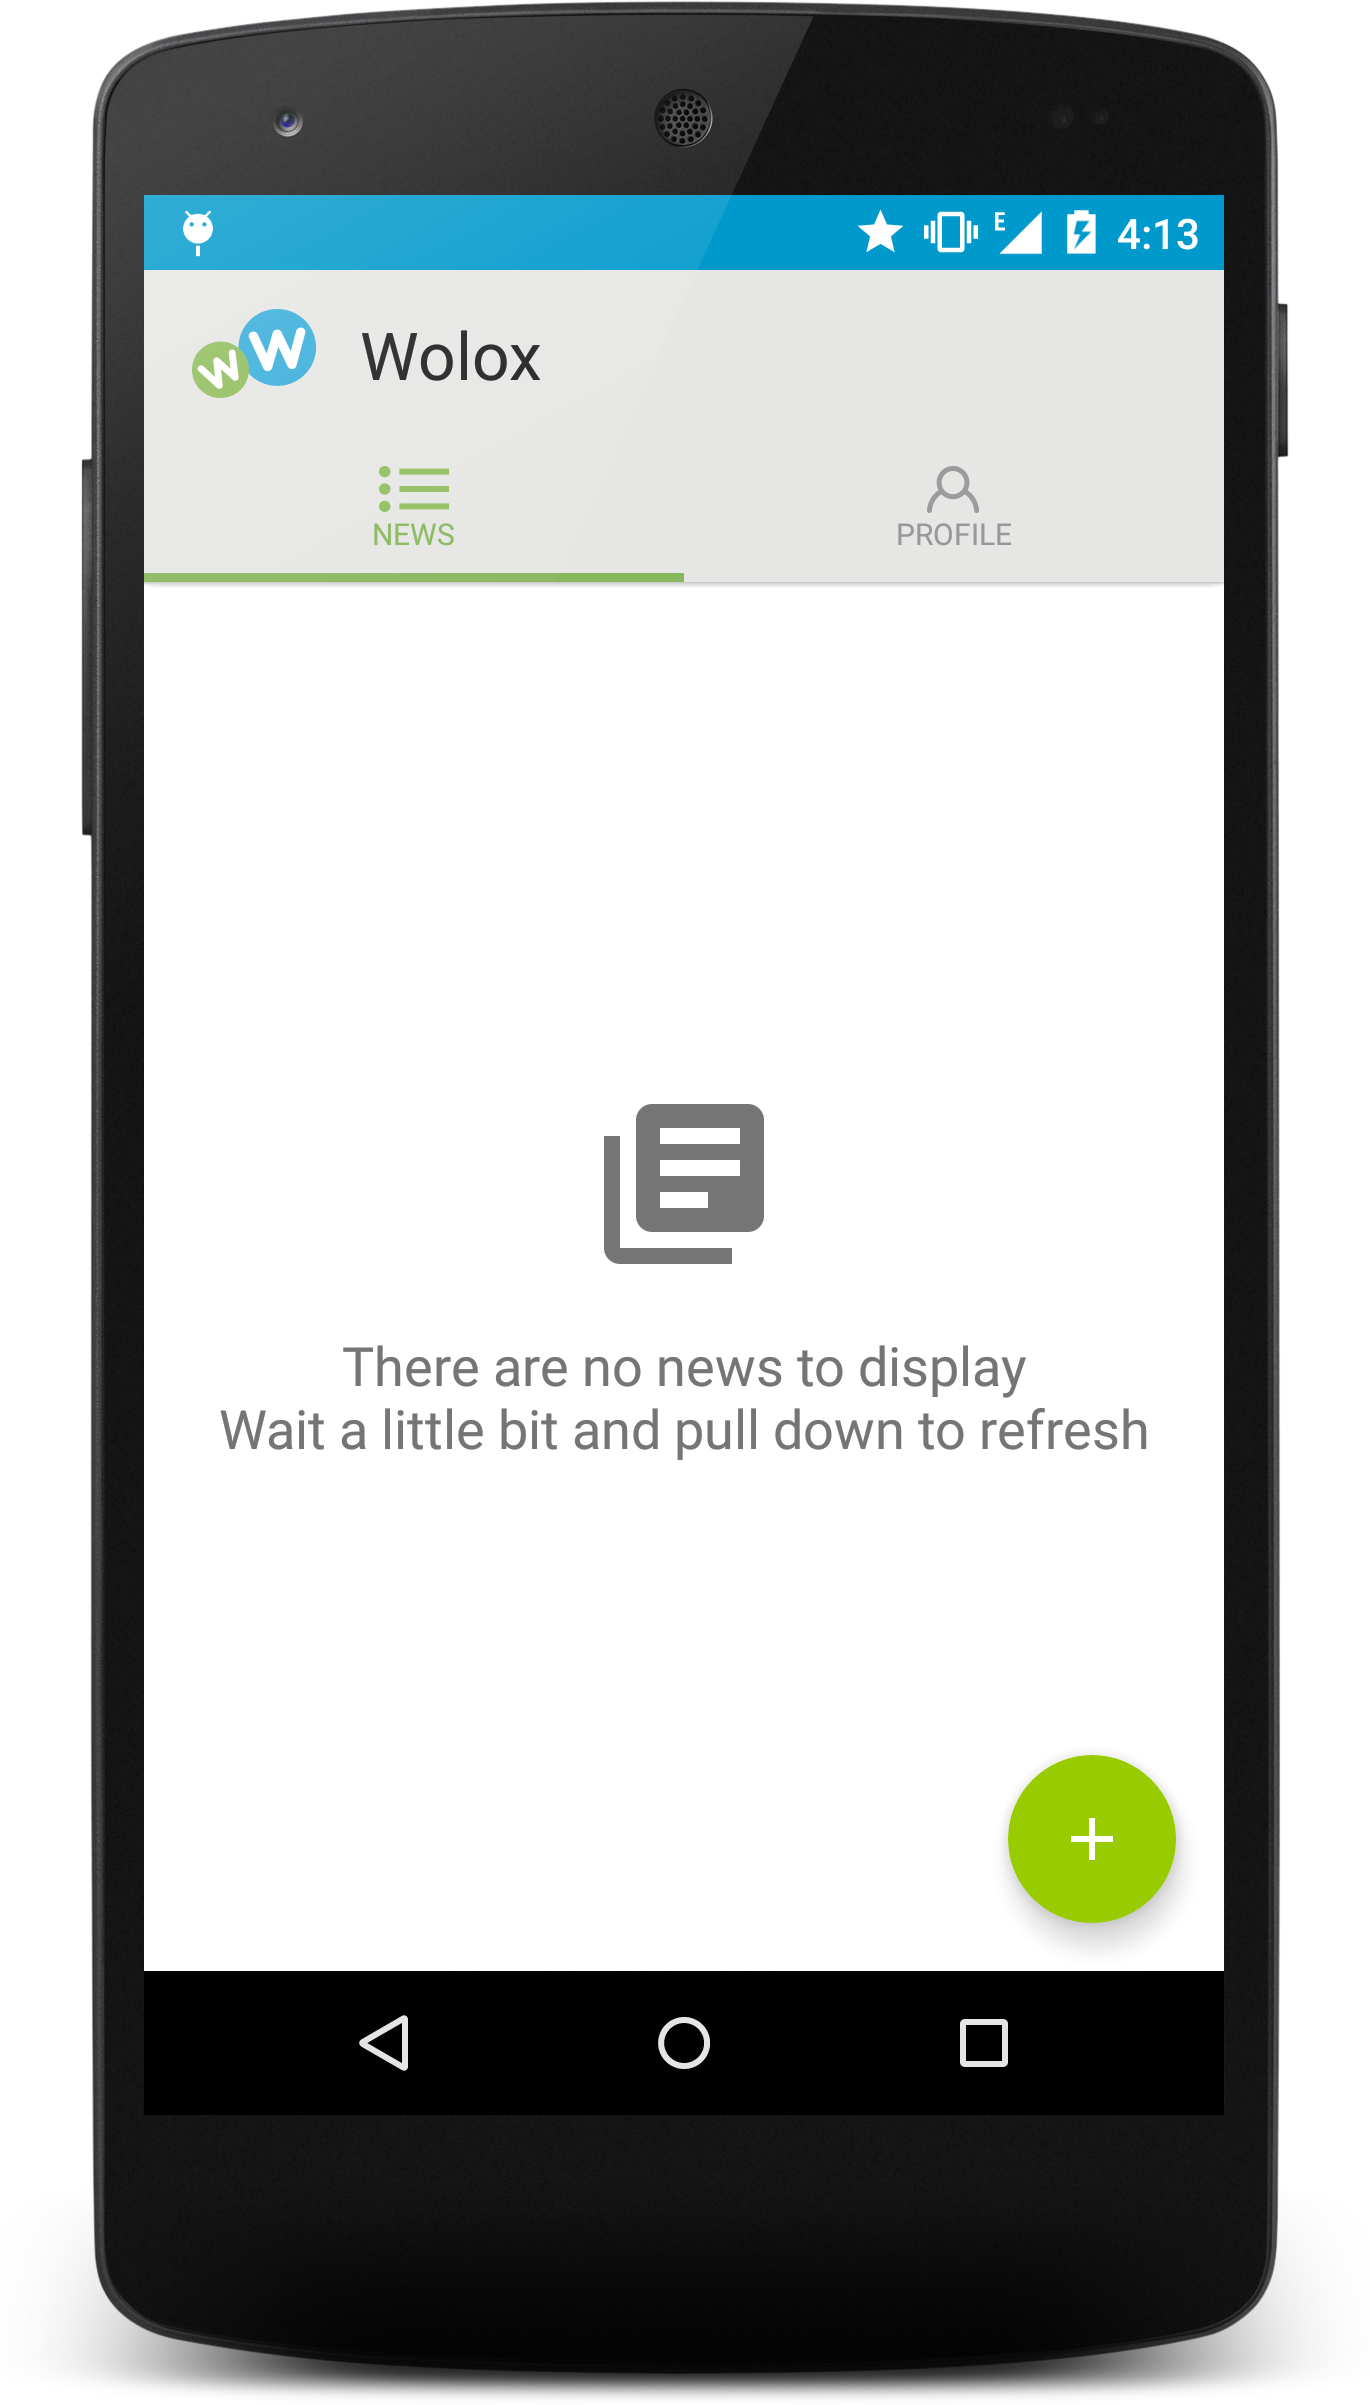 E 4:13
W W Wolox
NEWS PROFILE
There are no news to display
Wait a little bit and pull down to refresh